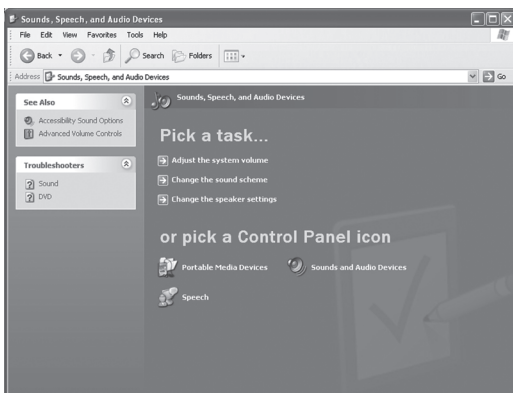 Sounds, Speech, and Audio Devices
File Edit View Favorites Tools Help
Back Search Folders
Address Sounds, Speech, and Audio Devices Go
See Also
Accessibility Sound Options
Advanced Volume Controls
Troubleshooters
Sound
DVD
Sounds, Speech, and Audio Devices
Pick a task...
Adjust the system volume
Change the sound scheme
Change the speaker settings
or pick a Control Panel icon
Portable Media Devices Sounds and Audio Devices
Speech